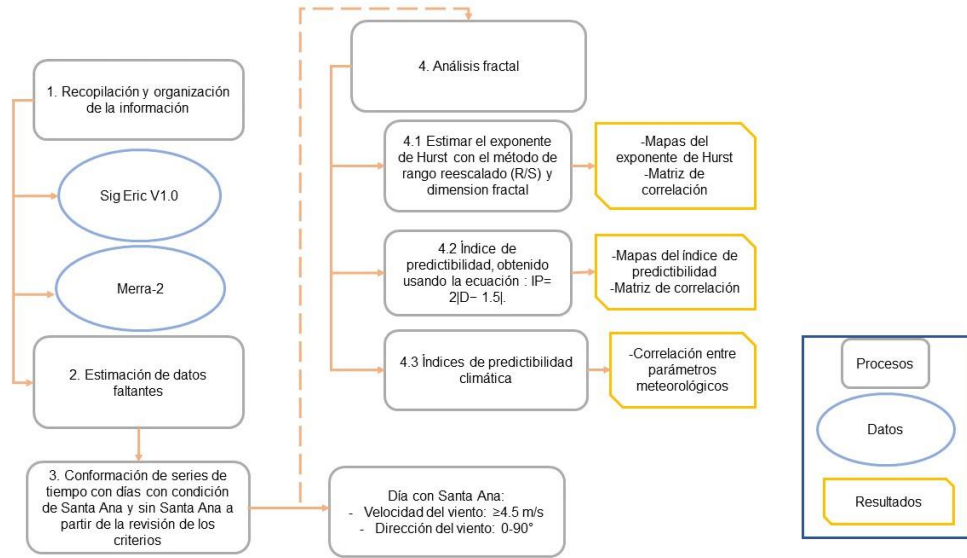 1. Recopilación y organización
de la información
Sig Eric V1.0
Merra-2
2. Estimación de datos
faltantes
3. Conformación de series de
tiempo con días con condición
de Santa Ana y sin Santa Ana a
partir de la revisión de los
criterios
Día con Santa Ana:
- Velocidad del viento: ≥4.5 m/s
- Dirección del viento: 0-90°
4. Análisis fractal
4.1 Estimar el exponente
de Hurst con el método de
rango reescalado (R/S) y
dimension fractal
-Mapas del
exponente de Hurst
-Matriz de
correlación
4.2 Índice de
predictibilidad, obtenido
usando la ecuación : IP=
2|D− 1.5|.
-Mapas del índice de
predictibilidad
-Matriz de correlación
4.3 Índices de predictibilidad
climática
-Correlación entre
parámetros
meteorológicos
Procesos
Datos
Resultados